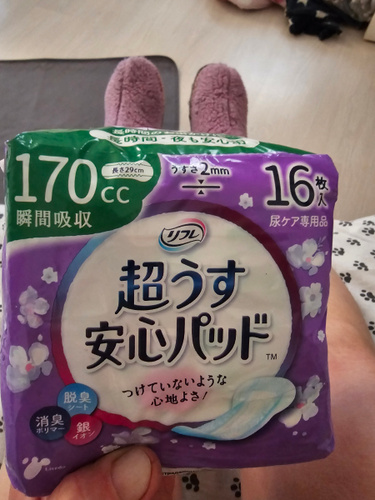 長時間・夜も安心用
170cc
長さ29cm
瞬間吸収
うすさ2mm
16枚入
尿ケア専用品
リフレ
超うす
安心パッド
TM
つけていないような
心地よさ!
脱臭
シート
消臭
ポリマー
銀
イオン